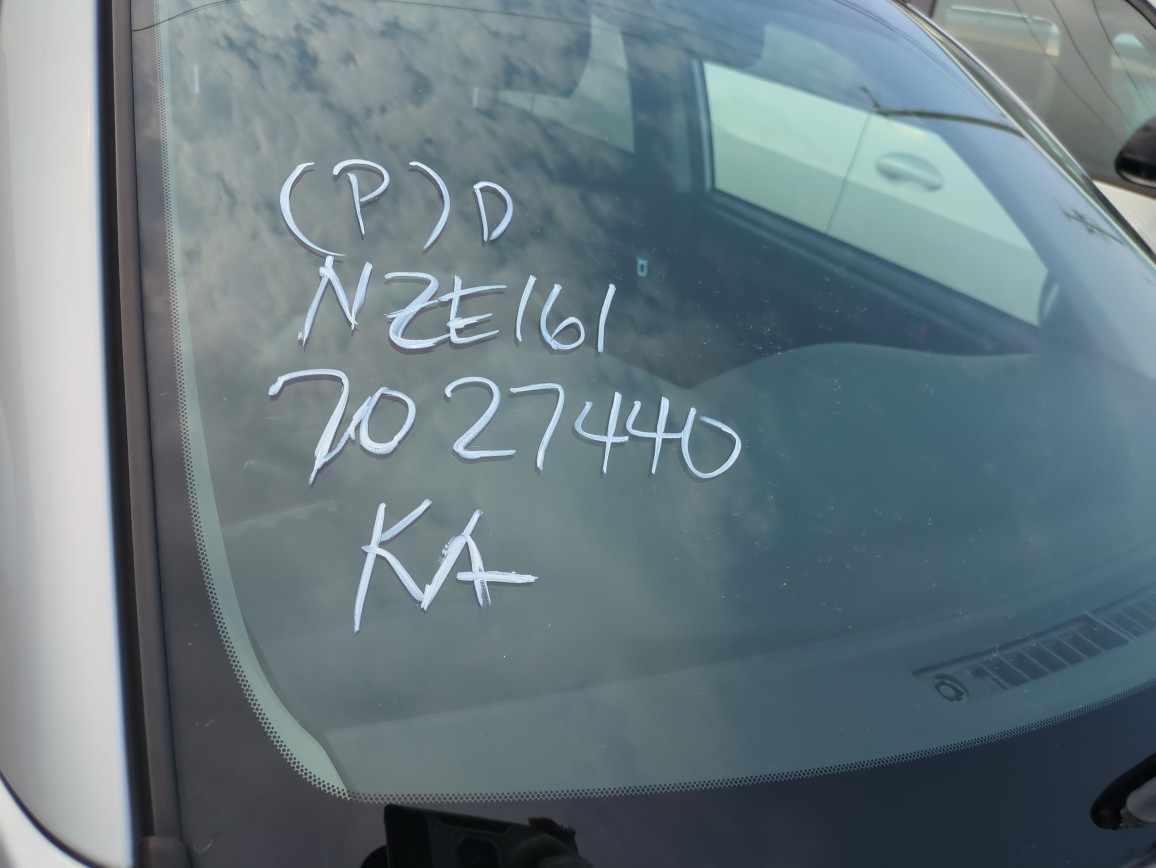 (P) D
NZE161
7027440
KA